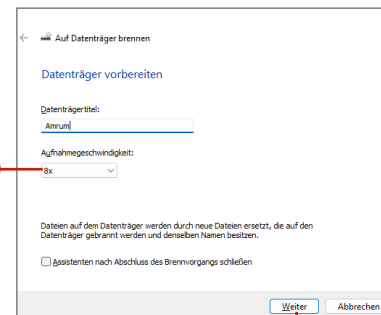 Auf Datenträger brennen
Datenträger vorbereiten
Datenträgertitel:
Amrum
Aufnahmegeschwindigkeit:
8x
Dateien auf dem Datenträger werden durch neue Dateien ersetzt, die auf den
Datenträger gebrannt werden und denselben Namen besitzen.
Assistenten nach Abschluss des Brennvorgangs schließen
Weiter Abbrechen